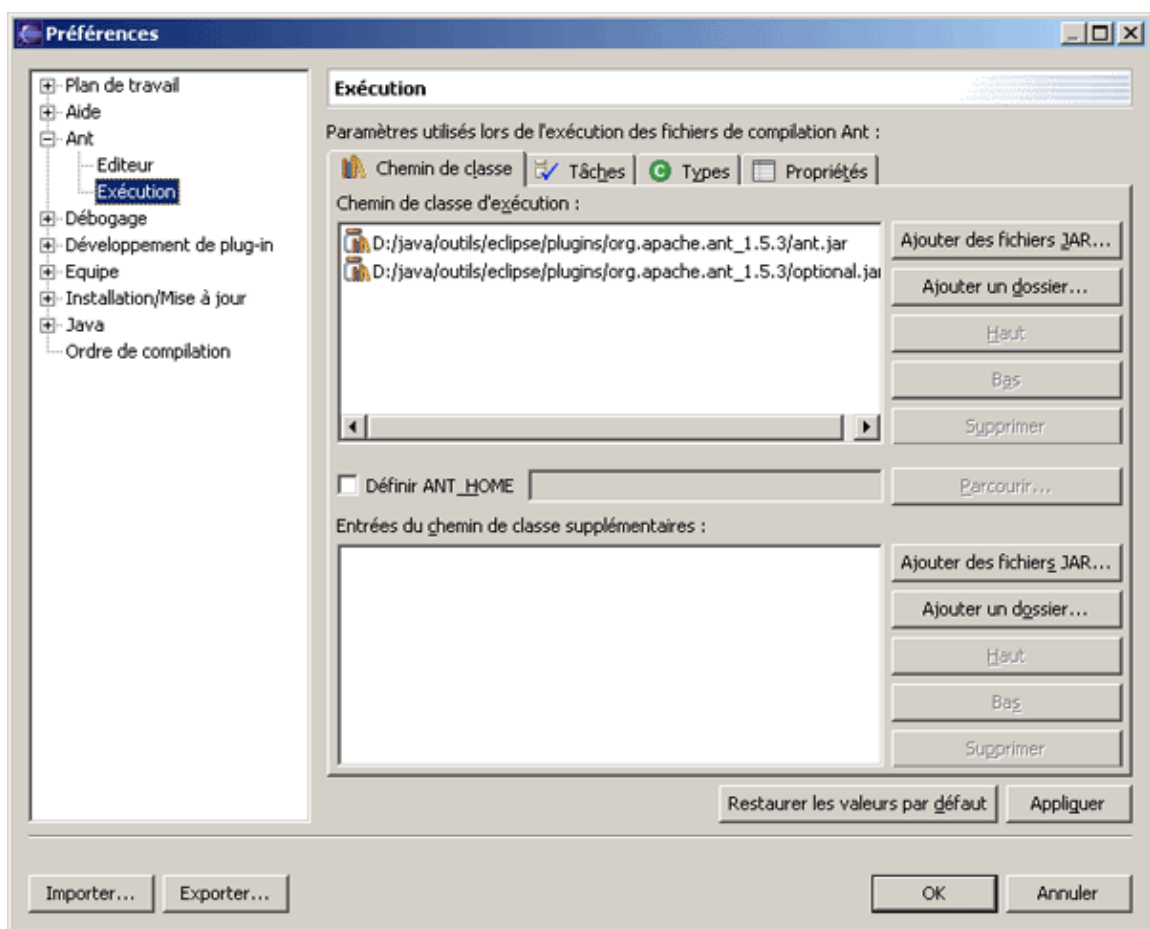 Préférences
Plan de travail
Aide
Ant
Editeur
Exécution
Débogage
Développement de plug-in
Equipe
Installation/Mise à jour
Java
Ordre de compilation
Exécution
Paramètres utilisés lors de l'exécution des fichiers de compilation Ant :
Chemin de classe Tâches Types Propriétés
Chemin de classe d'exécution :
D:/java/outils/eclipse/plugins/org.apache.ant_1.5.3/ant.jar
D:/java/outils/eclipse/plugins/org.apache.ant_1.5.3/optional.jar
Ajouter des fichiers JAR...
Ajouter un dossier...
Haut
Bas
Supprimer
Définir ANT_HOME
Parcourir...
Entrées du chemin de classe supplémentaires :
Ajouter des fichiers JAR...
Ajouter un dossier...
Haut
Bas
Supprimer
Restaurer les valeurs par défaut Appliquer
Importer... Exporter... OK Annuler